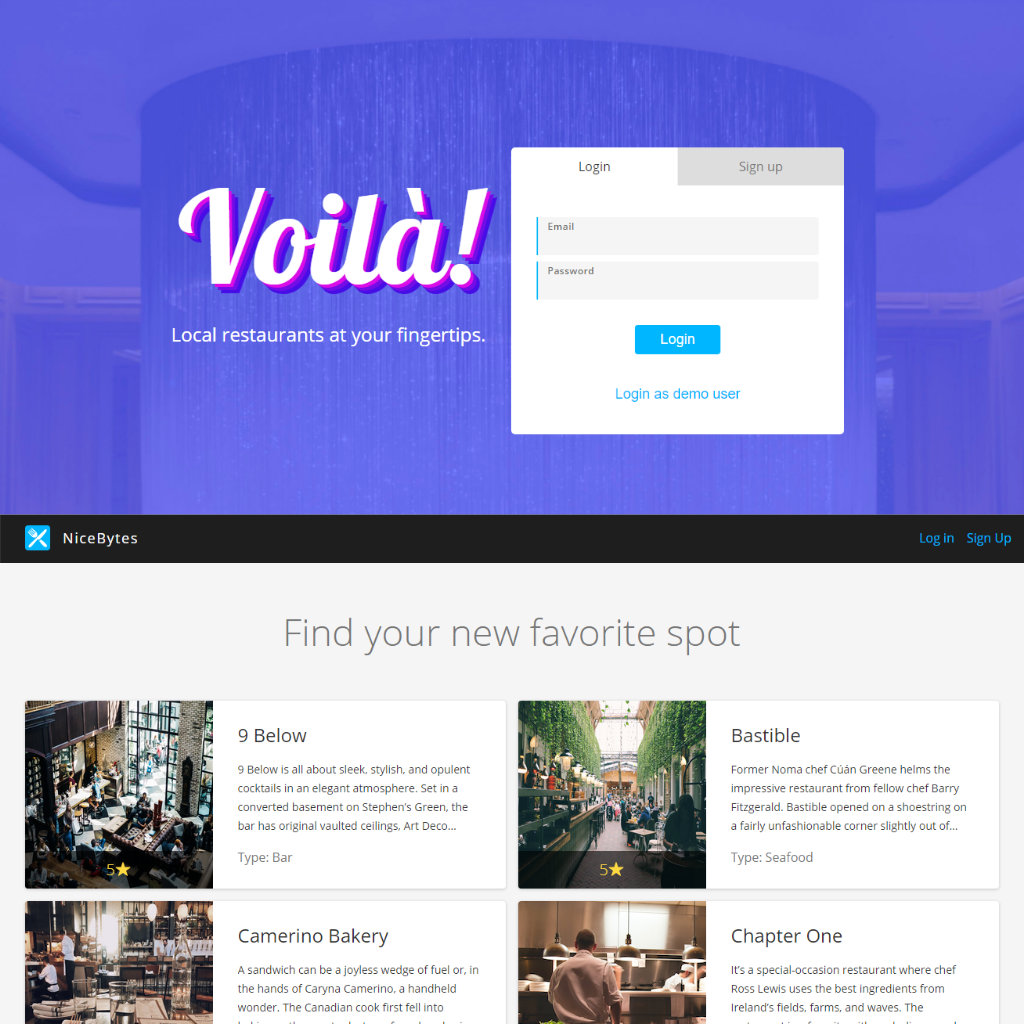 Voilà!
Local restaurants at your fingertips.
Login
Sign up
Email
Password
Login
Login as demo user
NiceBytes
Log in
Sign Up
Find your new favorite spot
9 Below
9 Below is all about sleek, stylish, and opulent
cocktails in an elegant atmosphere. Set in a
converted basement on Stephen’s Green, the
bar has original vaulted ceilings, Art Deco...
Type: Bar
5★
Bastible
Former Noma chef Cúán Greene helms the
impressive restaurant from fellow chef Barry
Fitzgerald. Bastible opened on a shoestring on
a fairly unfashionable corner slightly out of...
Type: Seafood
5★
Camerino Bakery
A sandwich can be a joyless wedge of fuel or, in
the hands of Caryna Camerino, a handheld
wonder. The Canadian cook first fell into
Chapter One
It’s a special-occasion restaurant where chef
Ross Lewis uses the best ingredients from
Ireland’s fields, farms, and waves. The